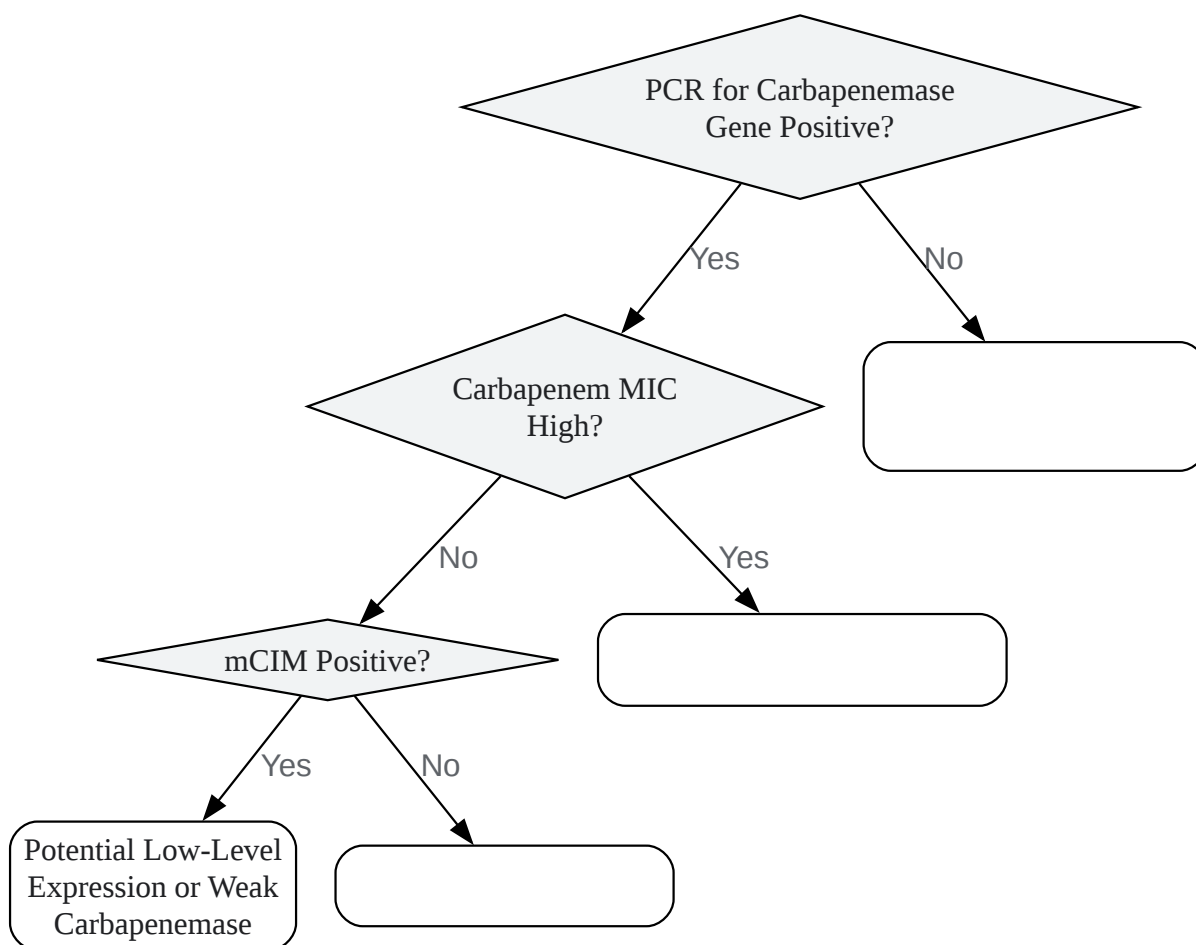 PCR for Carbapenemase
Gene Positive?
Yes
No
Carbapenem MIC
High?
No
Yes
mCIM Positive?
Yes
No
Potential Low-Level
Expression or Weak
Carbapenemase